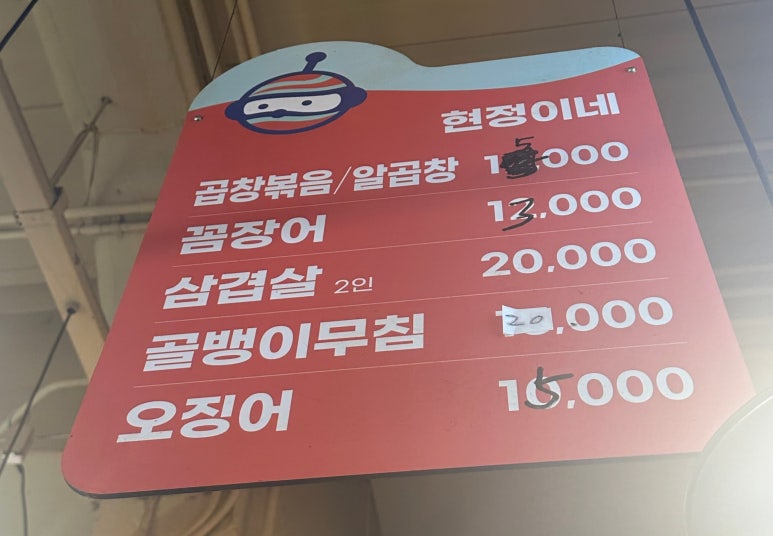 현정이네
곱창볶음/알곱창 15,000
꼼장어 13,000
삼겹살 2인 20,000
골뱅이무침 20,000
오징어 15,000